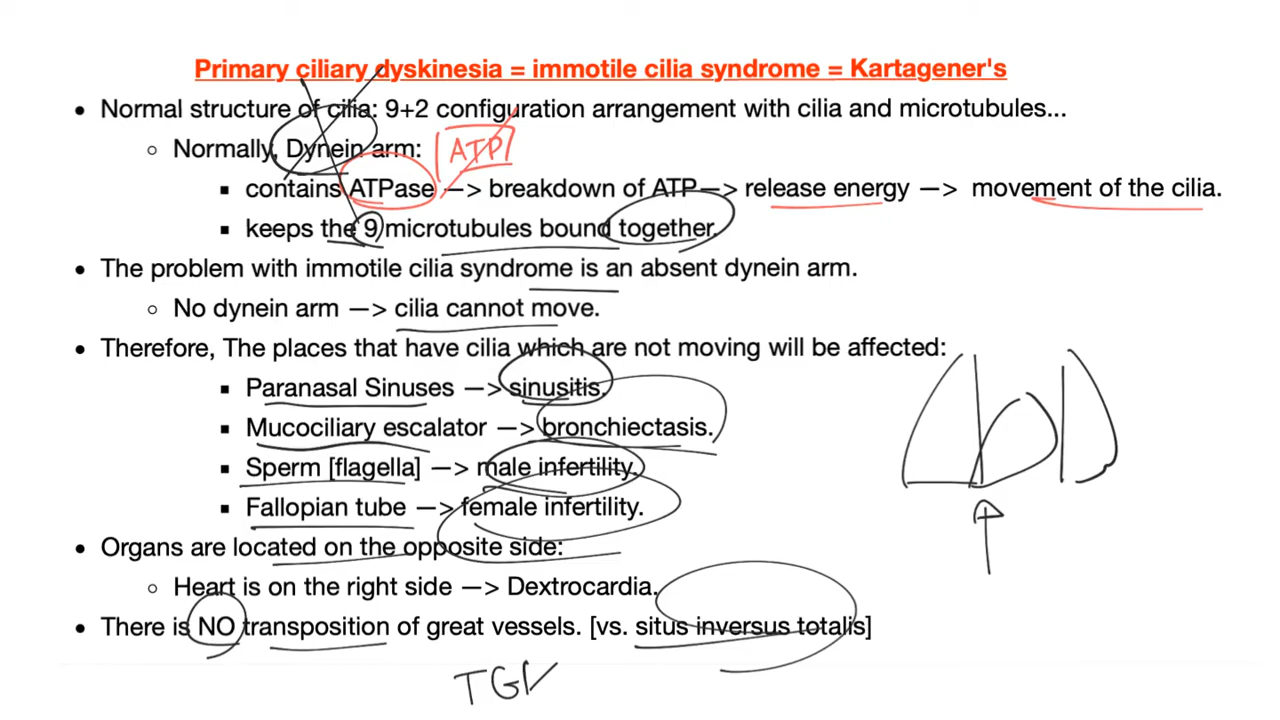 Primary ciliary dyskinesia = immotile cilia syndrome = Kartagener's
• Normal structure of cilia: 9+2 configuration arrangement with cilia and microtubules...
○ Normally, Dynein arm: ATP
▪ contains ATPase —> breakdown of ATP—> release energy —> movement of the cilia.
▪ keeps the 9 microtubules bound together.
• The problem with immotile cilia syndrome is an absent dynein arm.
○ No dynein arm —> cilia cannot move.
• Therefore, The places that have cilia which are not moving will be affected:
▪ Paranasal Sinuses —> sinusitis.
▪ Mucociliary escalator —> bronchiectasis.
▪ Sperm [flagella] —> male infertility.
▪ Fallopian tube —> female infertility.
• Organs are located on the opposite side:
○ Heart is on the right side —> Dextrocardia.
• There is NO transposition of great vessels. [vs. situs inversus totalis]
TGV